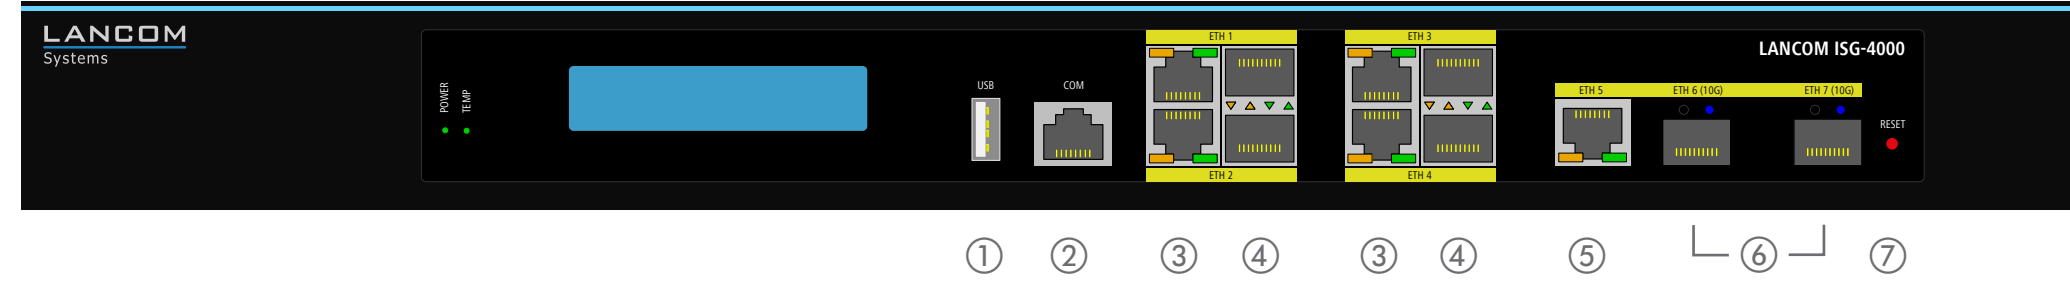 LANCOM
Systems
POWER
TEMP
USB
COM
ETH 1
ETH 2
ETH 3
ETH 4
LANCOM ISG-4000
ETH 5
ETH 6 (10G)
ETH 7 (10G)
RESET
① ② ③ ④ ③ ④ ⑤ ⑥ ⑦